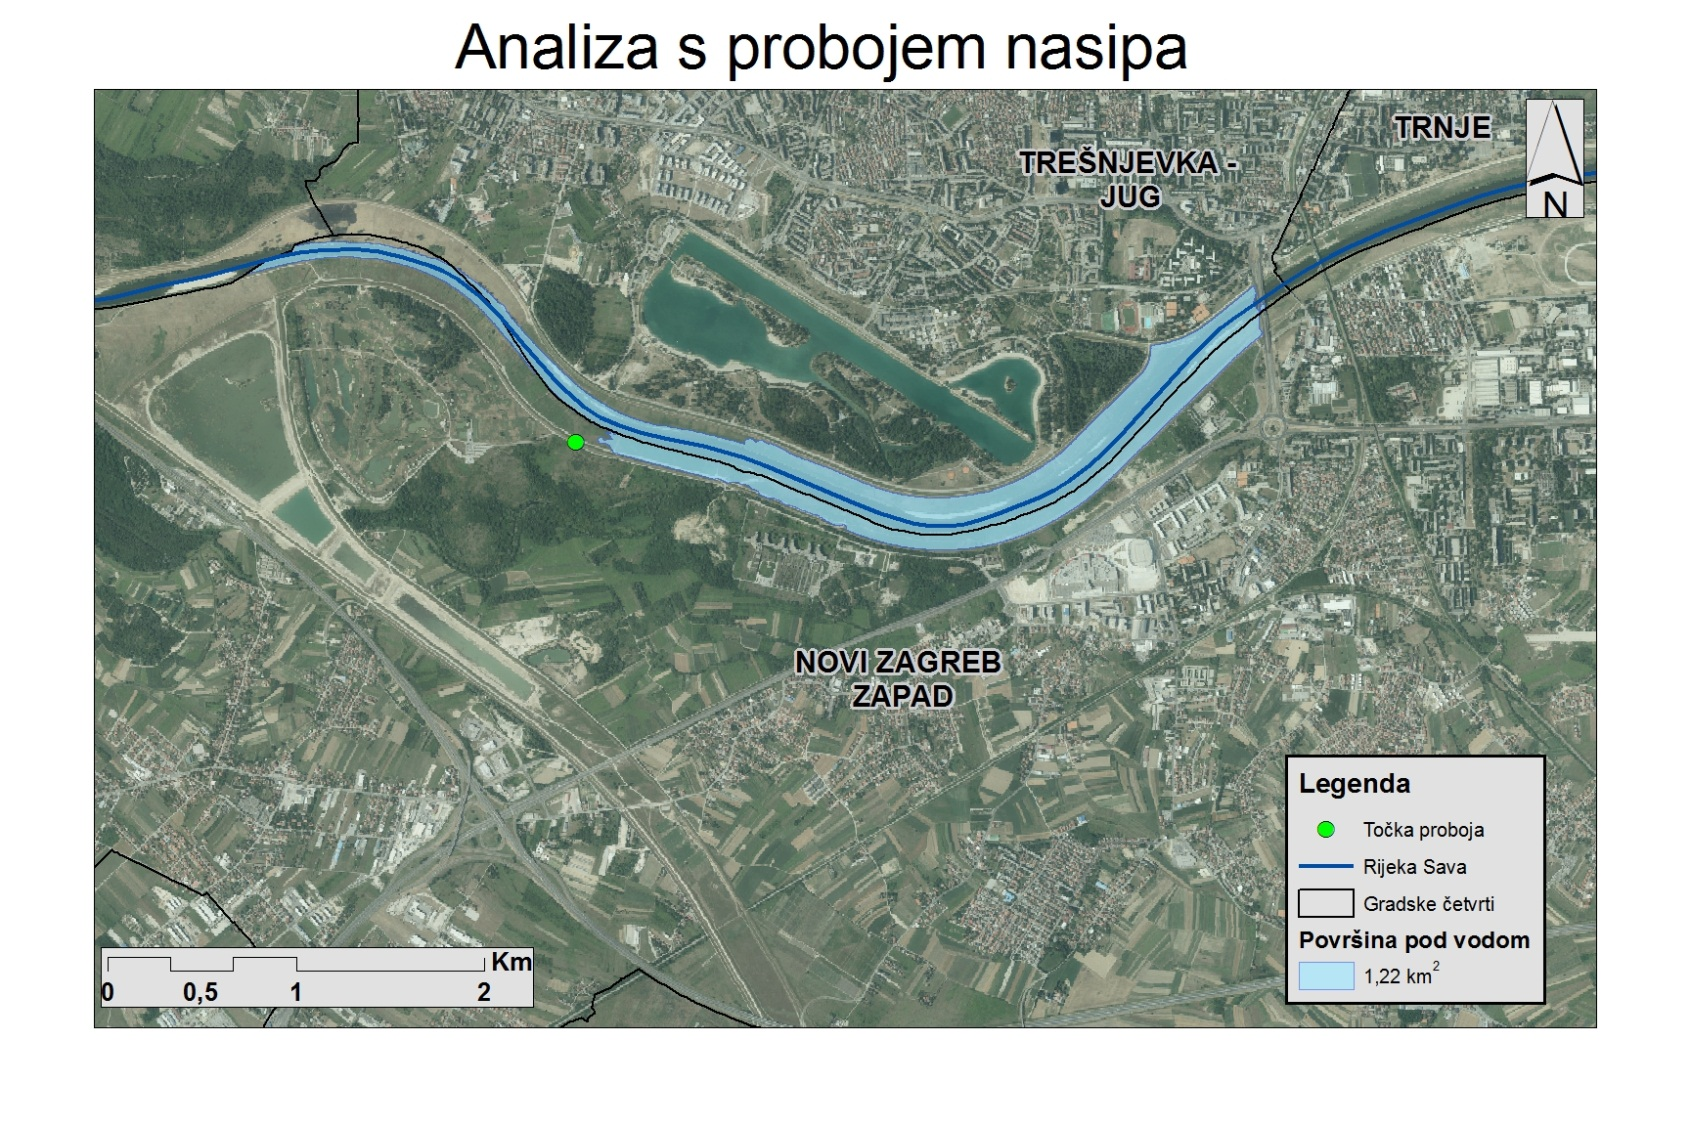 Analiza s probojem nasipa
TRNJE
TREŠNJEVKA -
JUG
N
NOVI ZAGREB
ZAPAD
Legenda
Točka proboja
Rijeka Sava
Gradske četvrti
Površina pod vodom
1,22 km²
Km
0 0,5 1 2